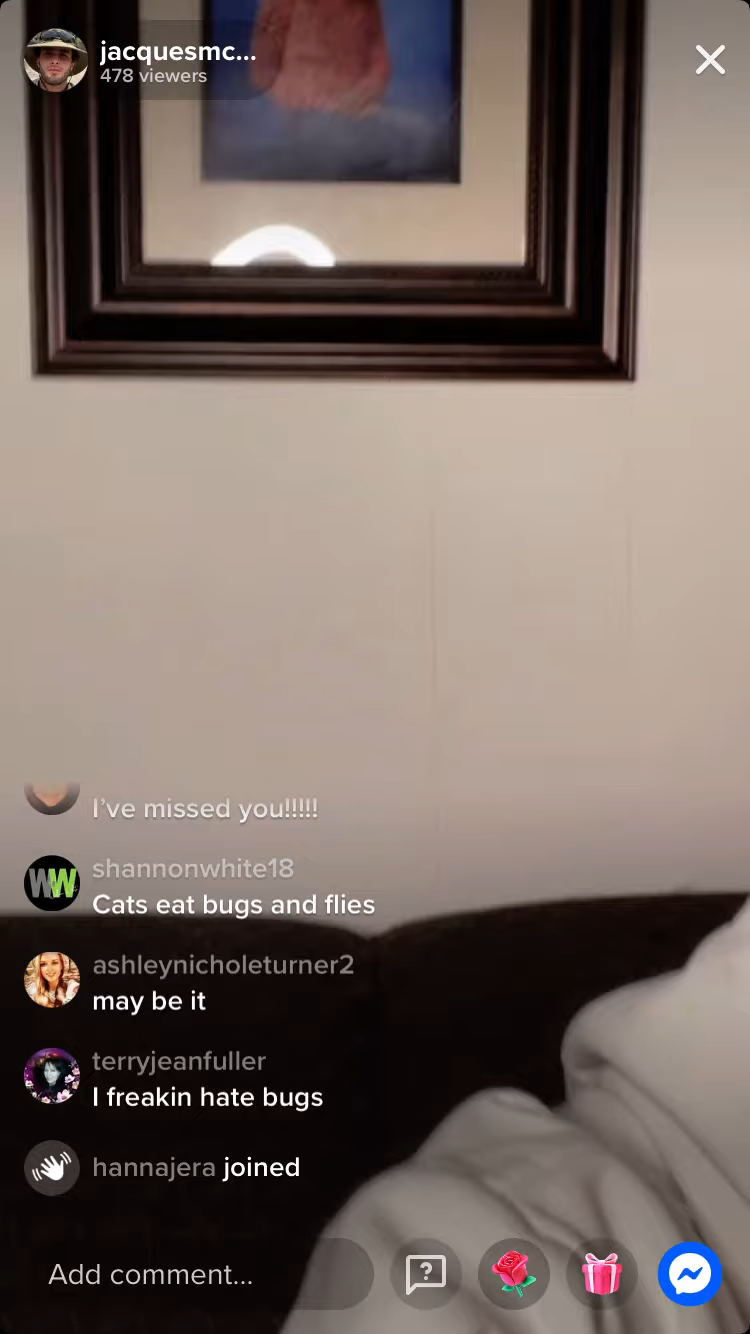 jacquesmc...
478 viewers
I've missed you!!!!!
shannonwhite18
Cats eat bugs and flies
ashleynicholeturner2
may be it
terryjeanfuller
I freakin hate bugs
hannajera joined
Add comment...